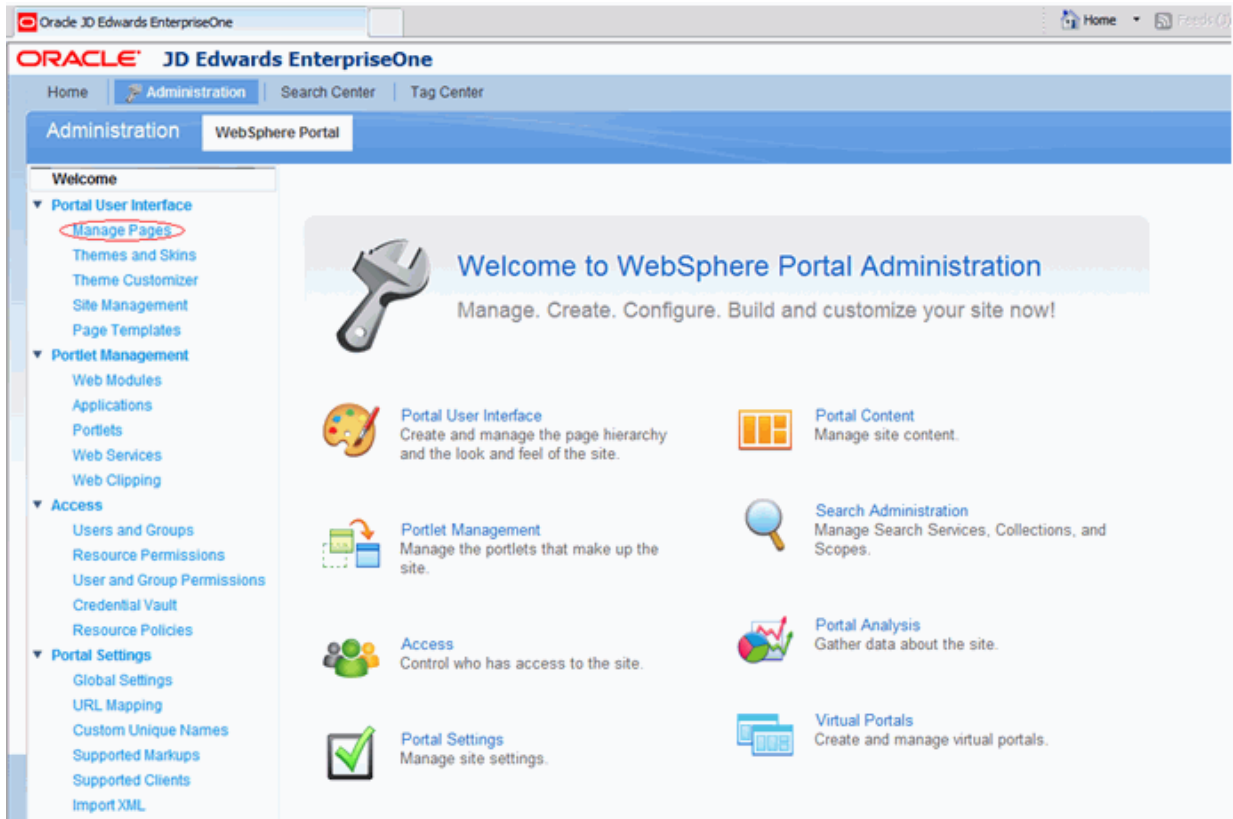 Oracle JD Edwards EnterpriseOne
Home
Feeds (J)
ORACLE JD Edwards EnterpriseOne
Home Administration Search Center Tag Center
Administration WebSphere Portal
Welcome
Portal User Interface
Manage Pages
Themes and Skins
Theme Customizer
Site Management
Page Templates
Portlet Management
Web Modules
Applications
Portlets
Web Services
Web Clipping
Access
Users and Groups
Resource Permissions
User and Group Permissions
Credential Vault
Resource Policies
Portal Settings
Global Settings
URL Mapping
Custom Unique Names
Supported Markups
Supported Clients
Import XML
Welcome to WebSphere Portal Administration
Manage. Create. Configure. Build and customize your site now!
Portal User Interface
Create and manage the page hierarchy
and the look and feel of the site.
Portal Content
Manage site content.
Portlet Management
Manage the portlets that make up the
site.
Search Administration
Manage Search Services, Collections, and
Scopes.
Access
Control who has access to the site.
Portal Analysis
Gather data about the site.
Portal Settings
Manage site settings.
Virtual Portals
Create and manage virtual portals.